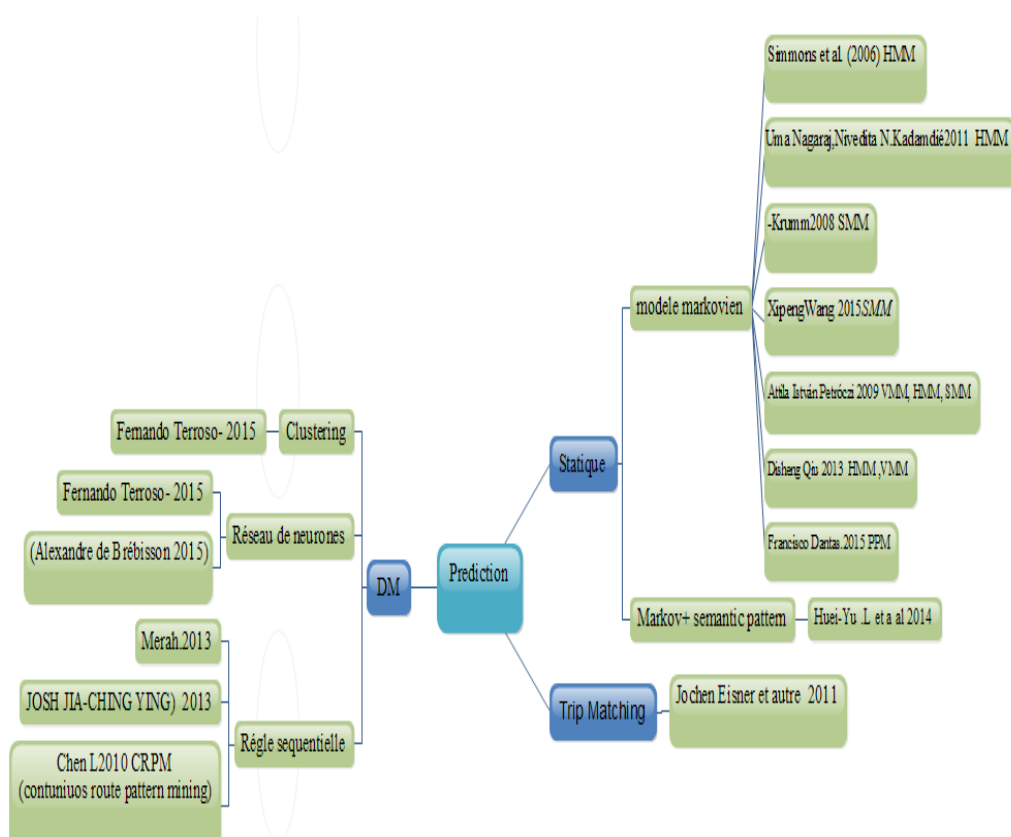 Simmons et al. (2006) HMM
Uma Nagaraj,Nivedita N.Kadamdié2011 HMM
-Krumm2008 SMM
XipengWang 2015SMM
Attila István Petróczi 2009 VMM, HMM, SMM
Disheng Qiu 2013 HMM ,VMM
Francisco Dantas.2015 PPM
modele markovien
Statique
Markov+ semantic pattern
Huei-Yu .L et a al 2014
Prediction
Trip Matching
Jochen Eisner et autre 2011
DM
Clustering
Fernando Terroso- 2015
Réseau de neurones
Fernando Terroso- 2015
(Alexandre de Brébisson 2015)
Régle sequentielle
Merah.2013
JOSH JIA-CHING YING) 2013
Chen L2010 CRPM
(contuniuos route pattern mining)